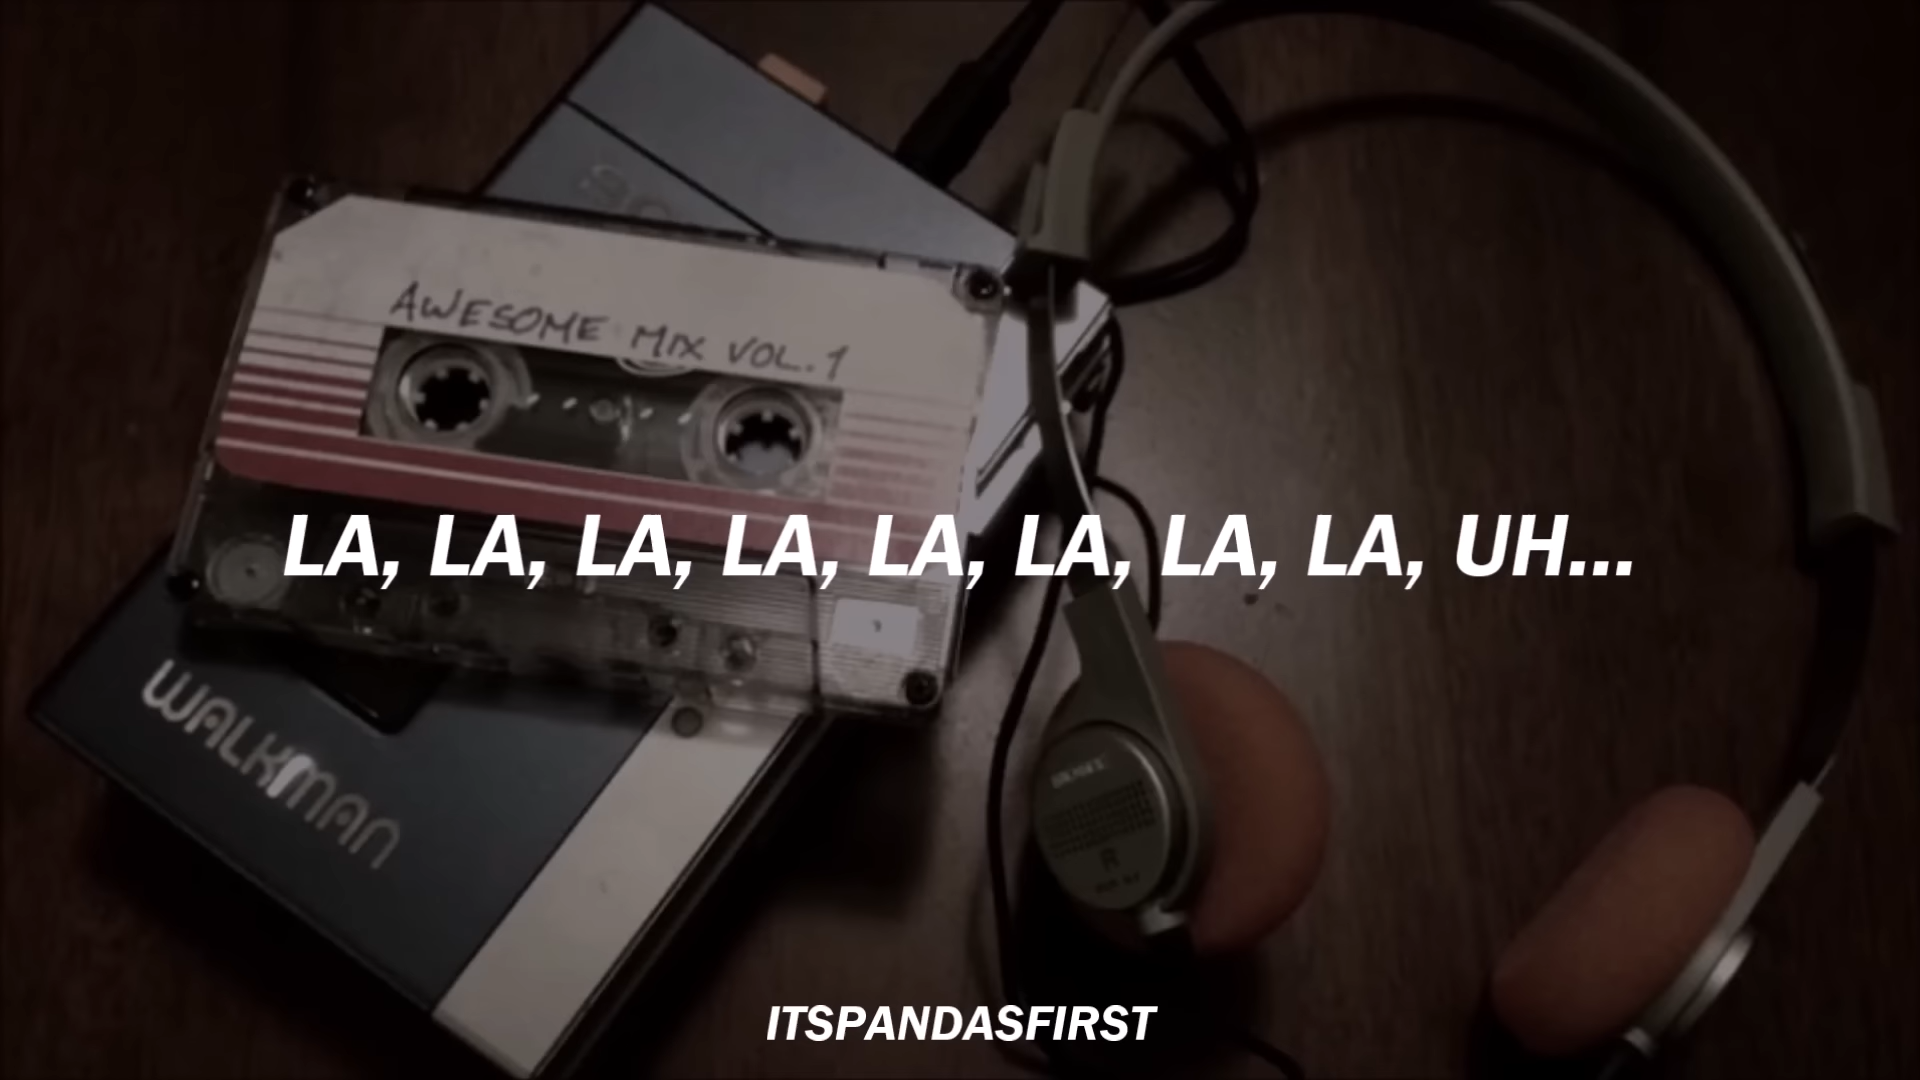 AWESOME MIX VOL.1
LA, LA, LA, LA, LA, LA, LA, LA, UH...
WALKMAN
R
ITSPANDASFIRST